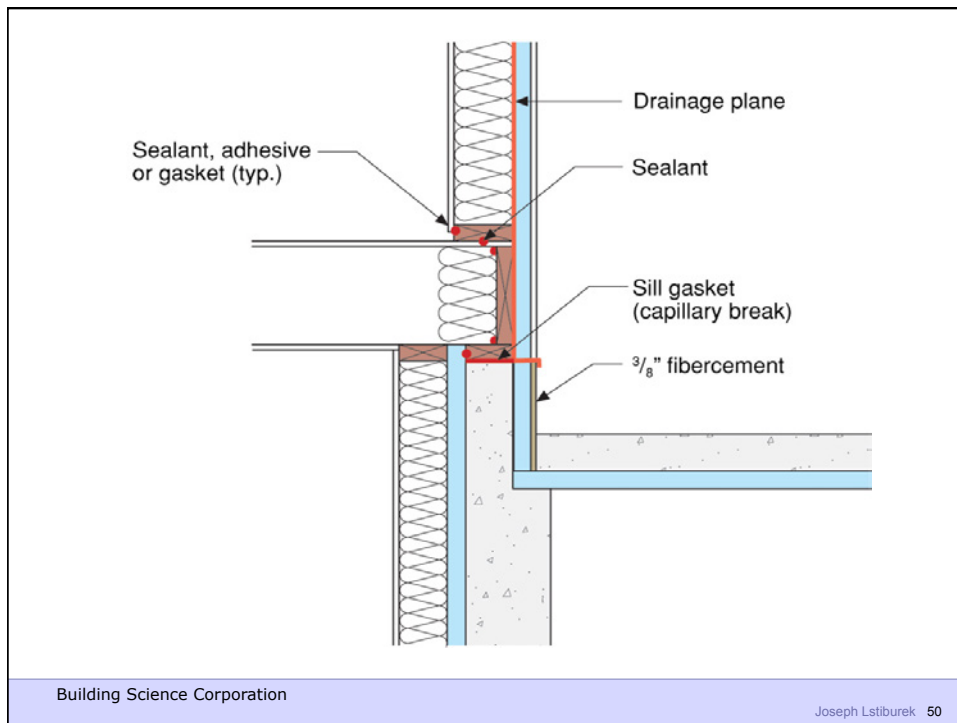 Drainage plane
Sealant, adhesive
or gasket (typ.)
Sealant
Sill gasket
(capillary break)
3/8" fibercement
Building Science Corporation
Joseph Lstiburek 50